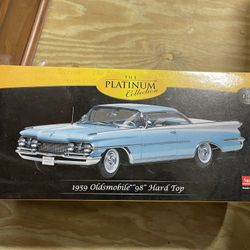 THE
PLATINUM
Collection
1959 Oldsmobile "98" Hard Top